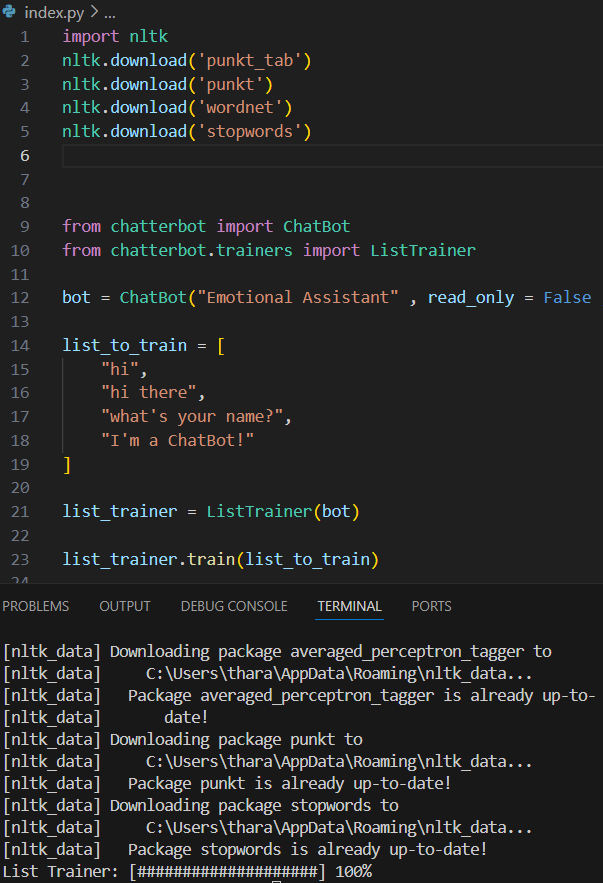 index.py > ...
1 import nltk
2 nltk.download('punkt_tab')
3 nltk.download('punkt')
4 nltk.download('wordnet')
5 nltk.download('stopwords')
6
7
8
9 from chatterbot import ChatBot
10 from chatterbot.trainers import ListTrainer
11
12 bot = ChatBot("Emotional Assistant" , read_only = False
13
14 list_to_train = [
15     "hi",
16     "hi there",
17     "what's your name?",
18     "I'm a ChatBot!"
19 ]
20
21 list_trainer = ListTrainer(bot)
22
23 list_trainer.train(list_to_train)
24
PROBLEMS OUTPUT DEBUG CONSOLE TERMINAL PORTS
[nltk_data] Downloading package averaged_perceptron_tagger to
[nltk_data]     C:\Users\thara\AppData\Roaming\nltk_data...
[nltk_data]   Package averaged_perceptron_tagger is already up-to-
[nltk_data]       date!
[nltk_data] Downloading package punkt to
[nltk_data]     C:\Users\thara\AppData\Roaming\nltk_data...
[nltk_data]   Package punkt is already up-to-date!
[nltk_data] Downloading package stopwords to
[nltk_data]     C:\Users\thara\AppData\Roaming\nltk_data...
[nltk_data]   Package stopwords is already up-to-date!
List Trainer: [####################] 100%